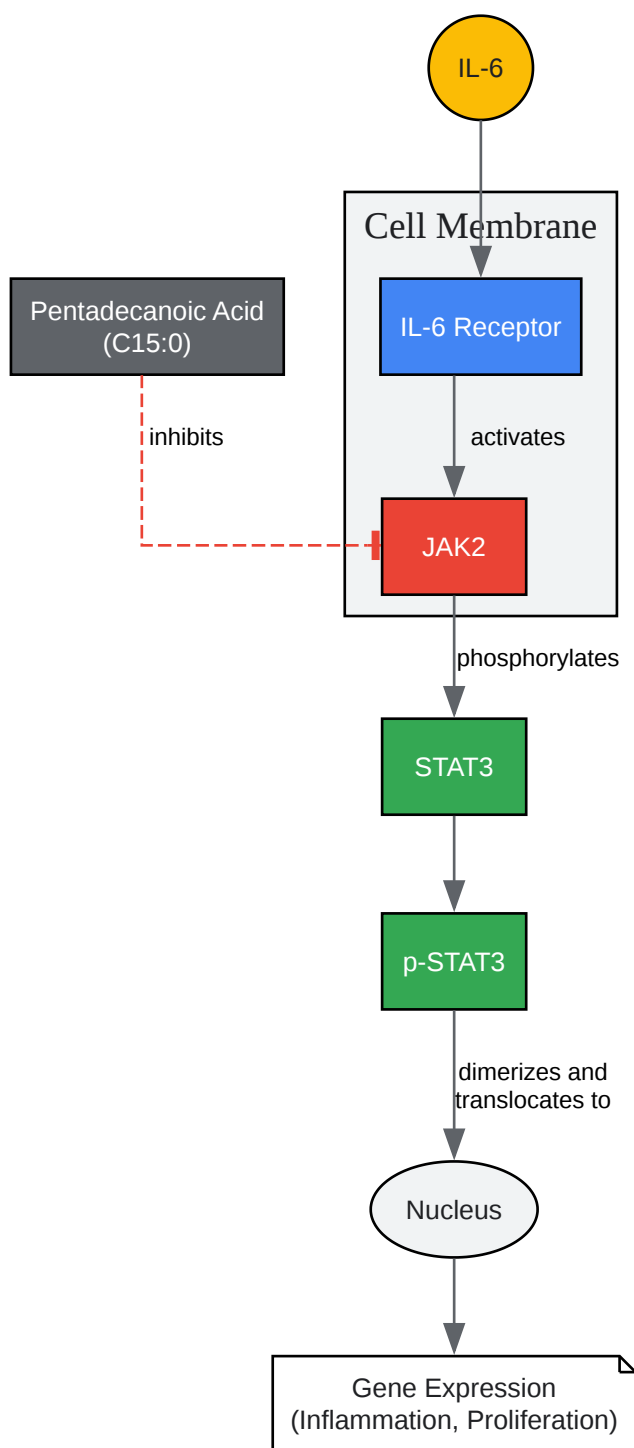 IL-6
Cell Membrane
Pentadecanoic Acid
(C15:0)
IL-6 Receptor
inhibits
activates
JAK2
phosphorylates
STAT3
p-STAT3
dimerizes and
translocates to
Nucleus
Gene Expression
(Inflammation, Proliferation)